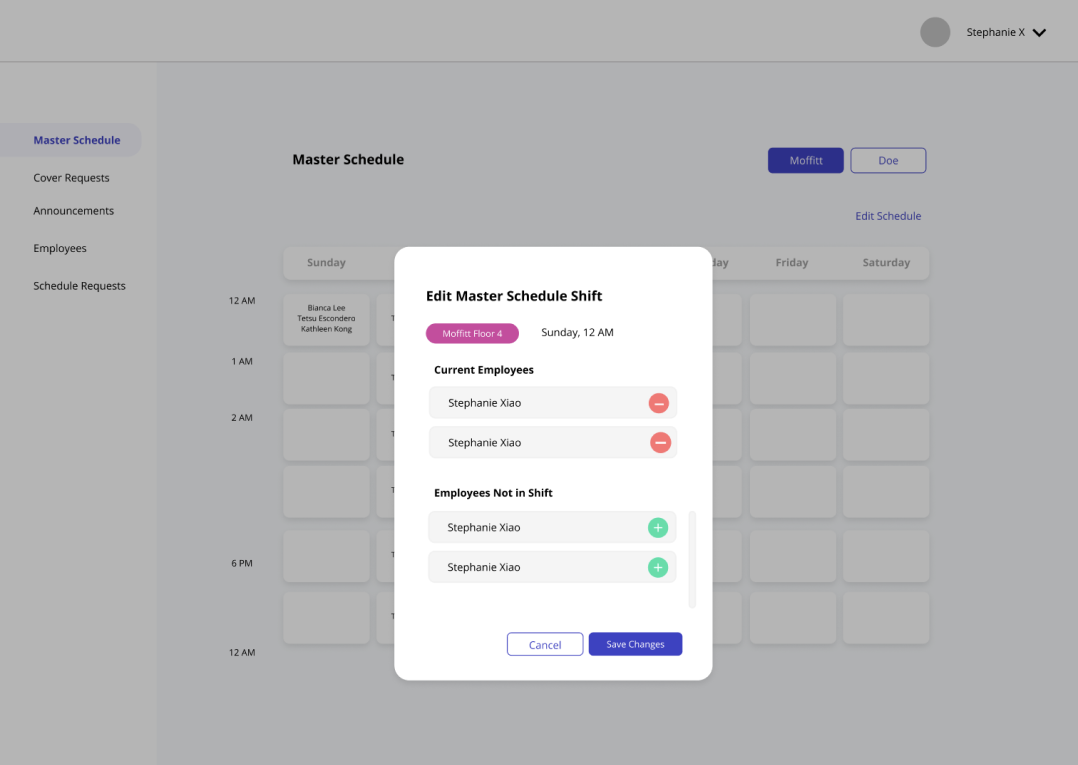 Stephanie X
Master Schedule
Cover Requests
Announcements
Employees
Schedule Requests
Master Schedule
Moffitt
Doe
Edit Schedule
Sunday
Friday
Saturday
12 AM
Bianca Lee
Tetsu Escondero
Kathleen Kong
1 AM
2 AM
6 PM
12 AM
Edit Master Schedule Shift
Moffitt Floor 4
Sunday, 12 AM
Current Employees
Stephanie Xiao
Stephanie Xiao
Employees Not in Shift
Stephanie Xiao
Stephanie Xiao
Cancel
Save Changes